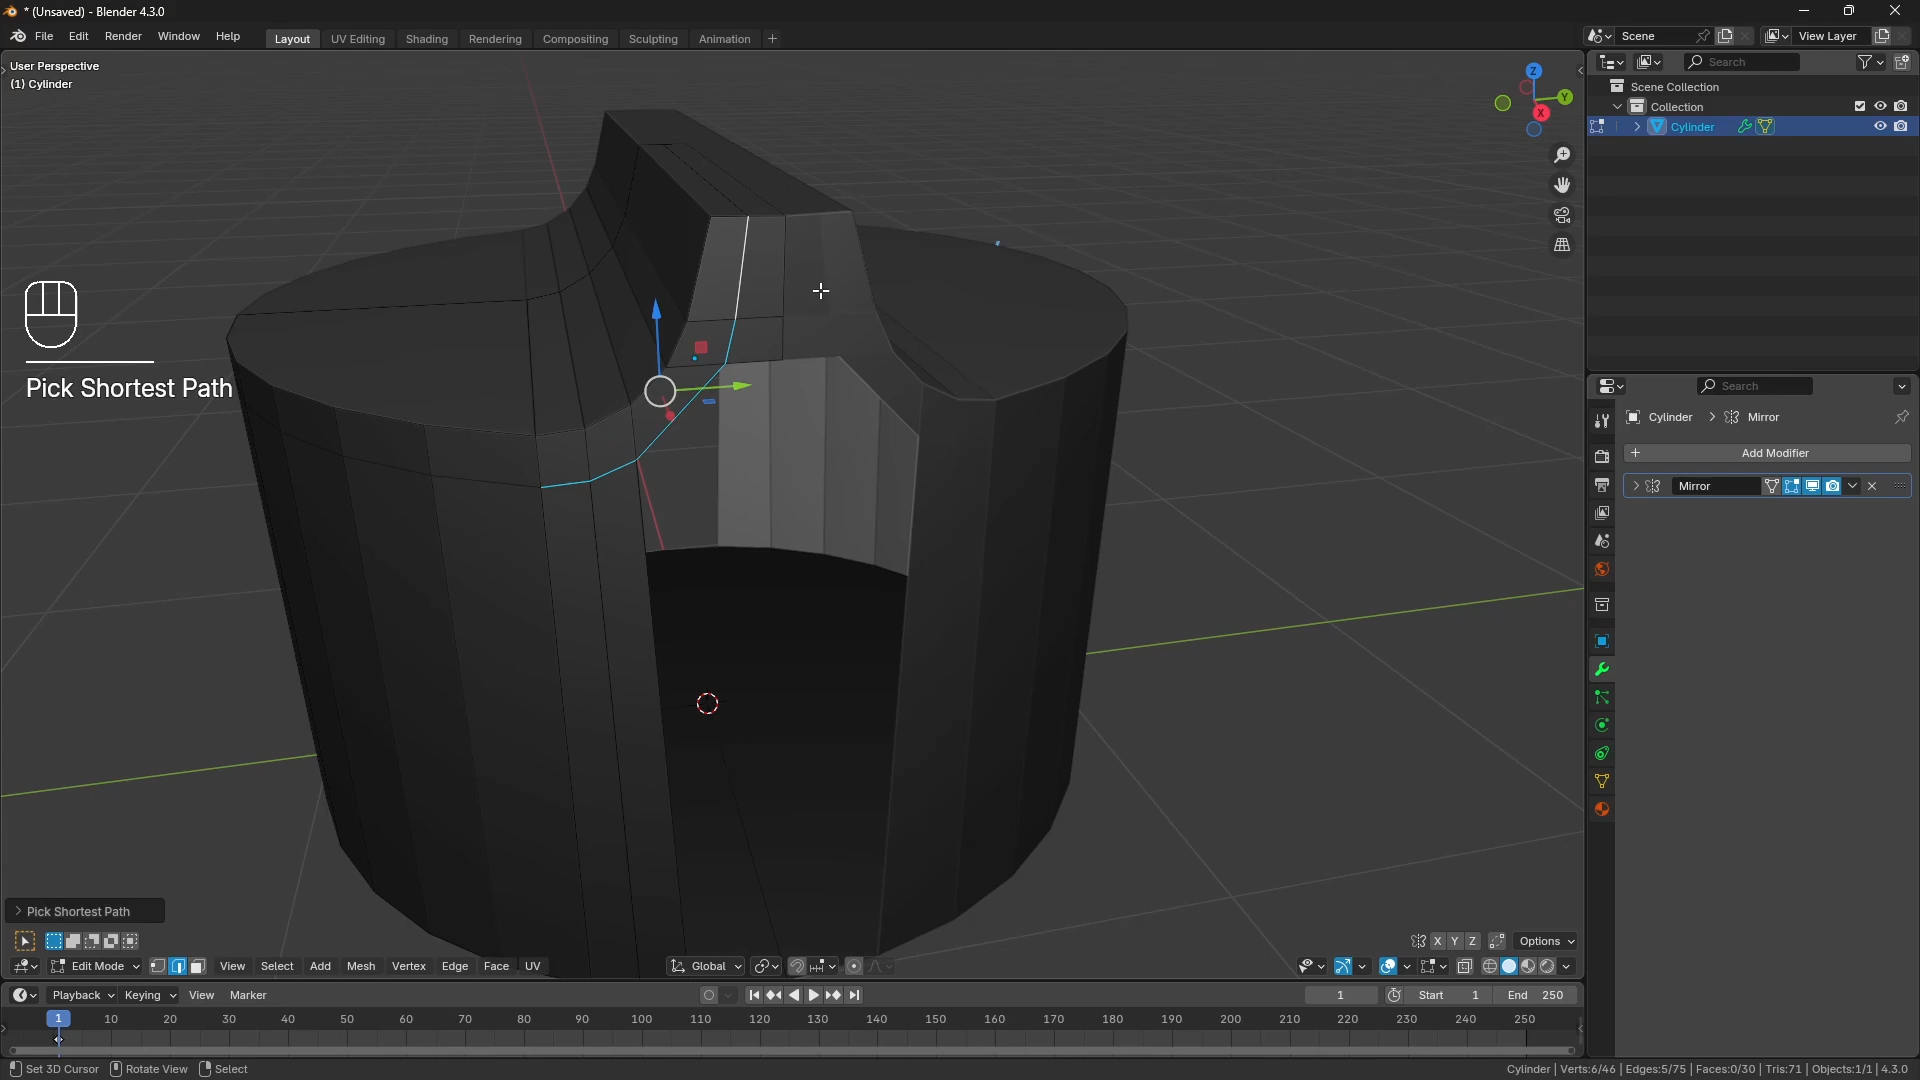 * (Unsaved) - Blender 4.3.0
File Edit Render Window Help Layout UV Editing Shading Rendering Compositing Sculpting Animation + Scene View Layer
User Perspective
(1) Cylinder
Z
Y
X
Search
Scene Collection
Collection
Cylinder
Pick Shortest Path
Search
Cylinder > Mirror
+ Add Modifier
Mirror
Pick Shortest Path
X Y Z Options
Edit Mode View Select Add Mesh Vertex Edge Face UV Global
Playback Keying View Marker 1 Start 1 End 250
1 10 20 30 40 50 60 70 80 90 100 110 120 130 140 150 160 170 180 190 200 210 220 230 240 250
Set 3D Cursor Rotate View Select Cylinder | Verts:6/46 | Edges:5/75 | Faces:0/30 | Tris:71 | Objects:1/1 | 4.3.0